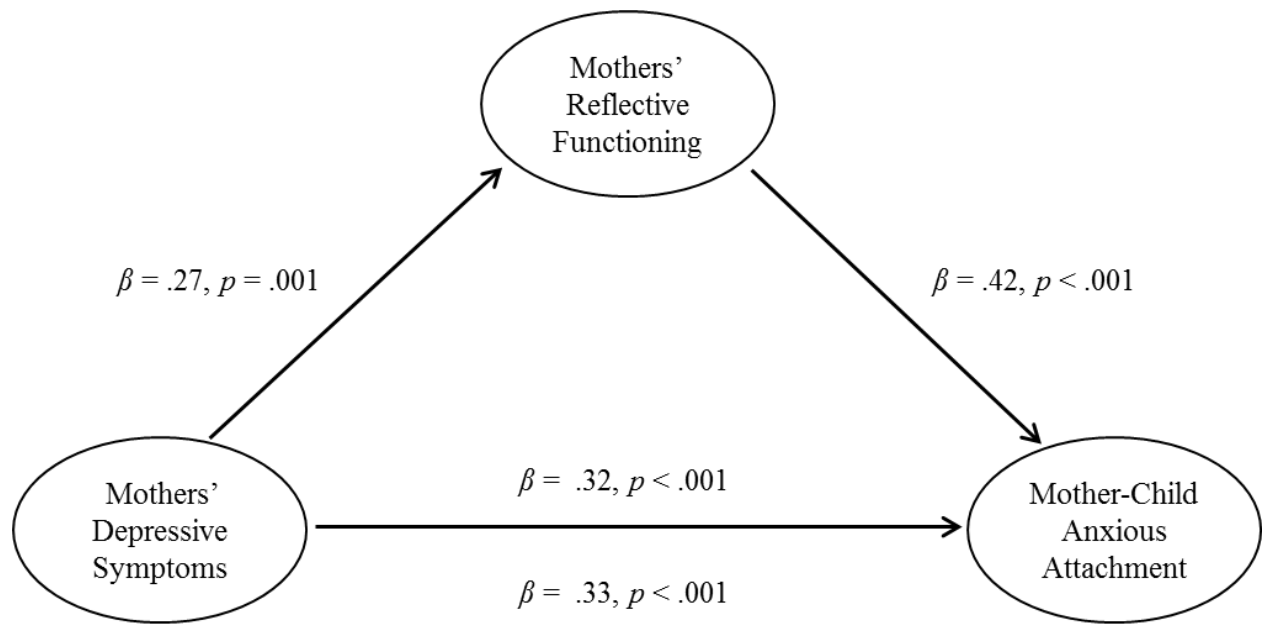 Mothers’
Reflective
Functioning
β = .27, p = .001
β = .42, p < .001
β =  .32, p < .001
Mothers’
Depressive
Symptoms
Mother-Child
Anxious
Attachment
β =  .33, p < .001